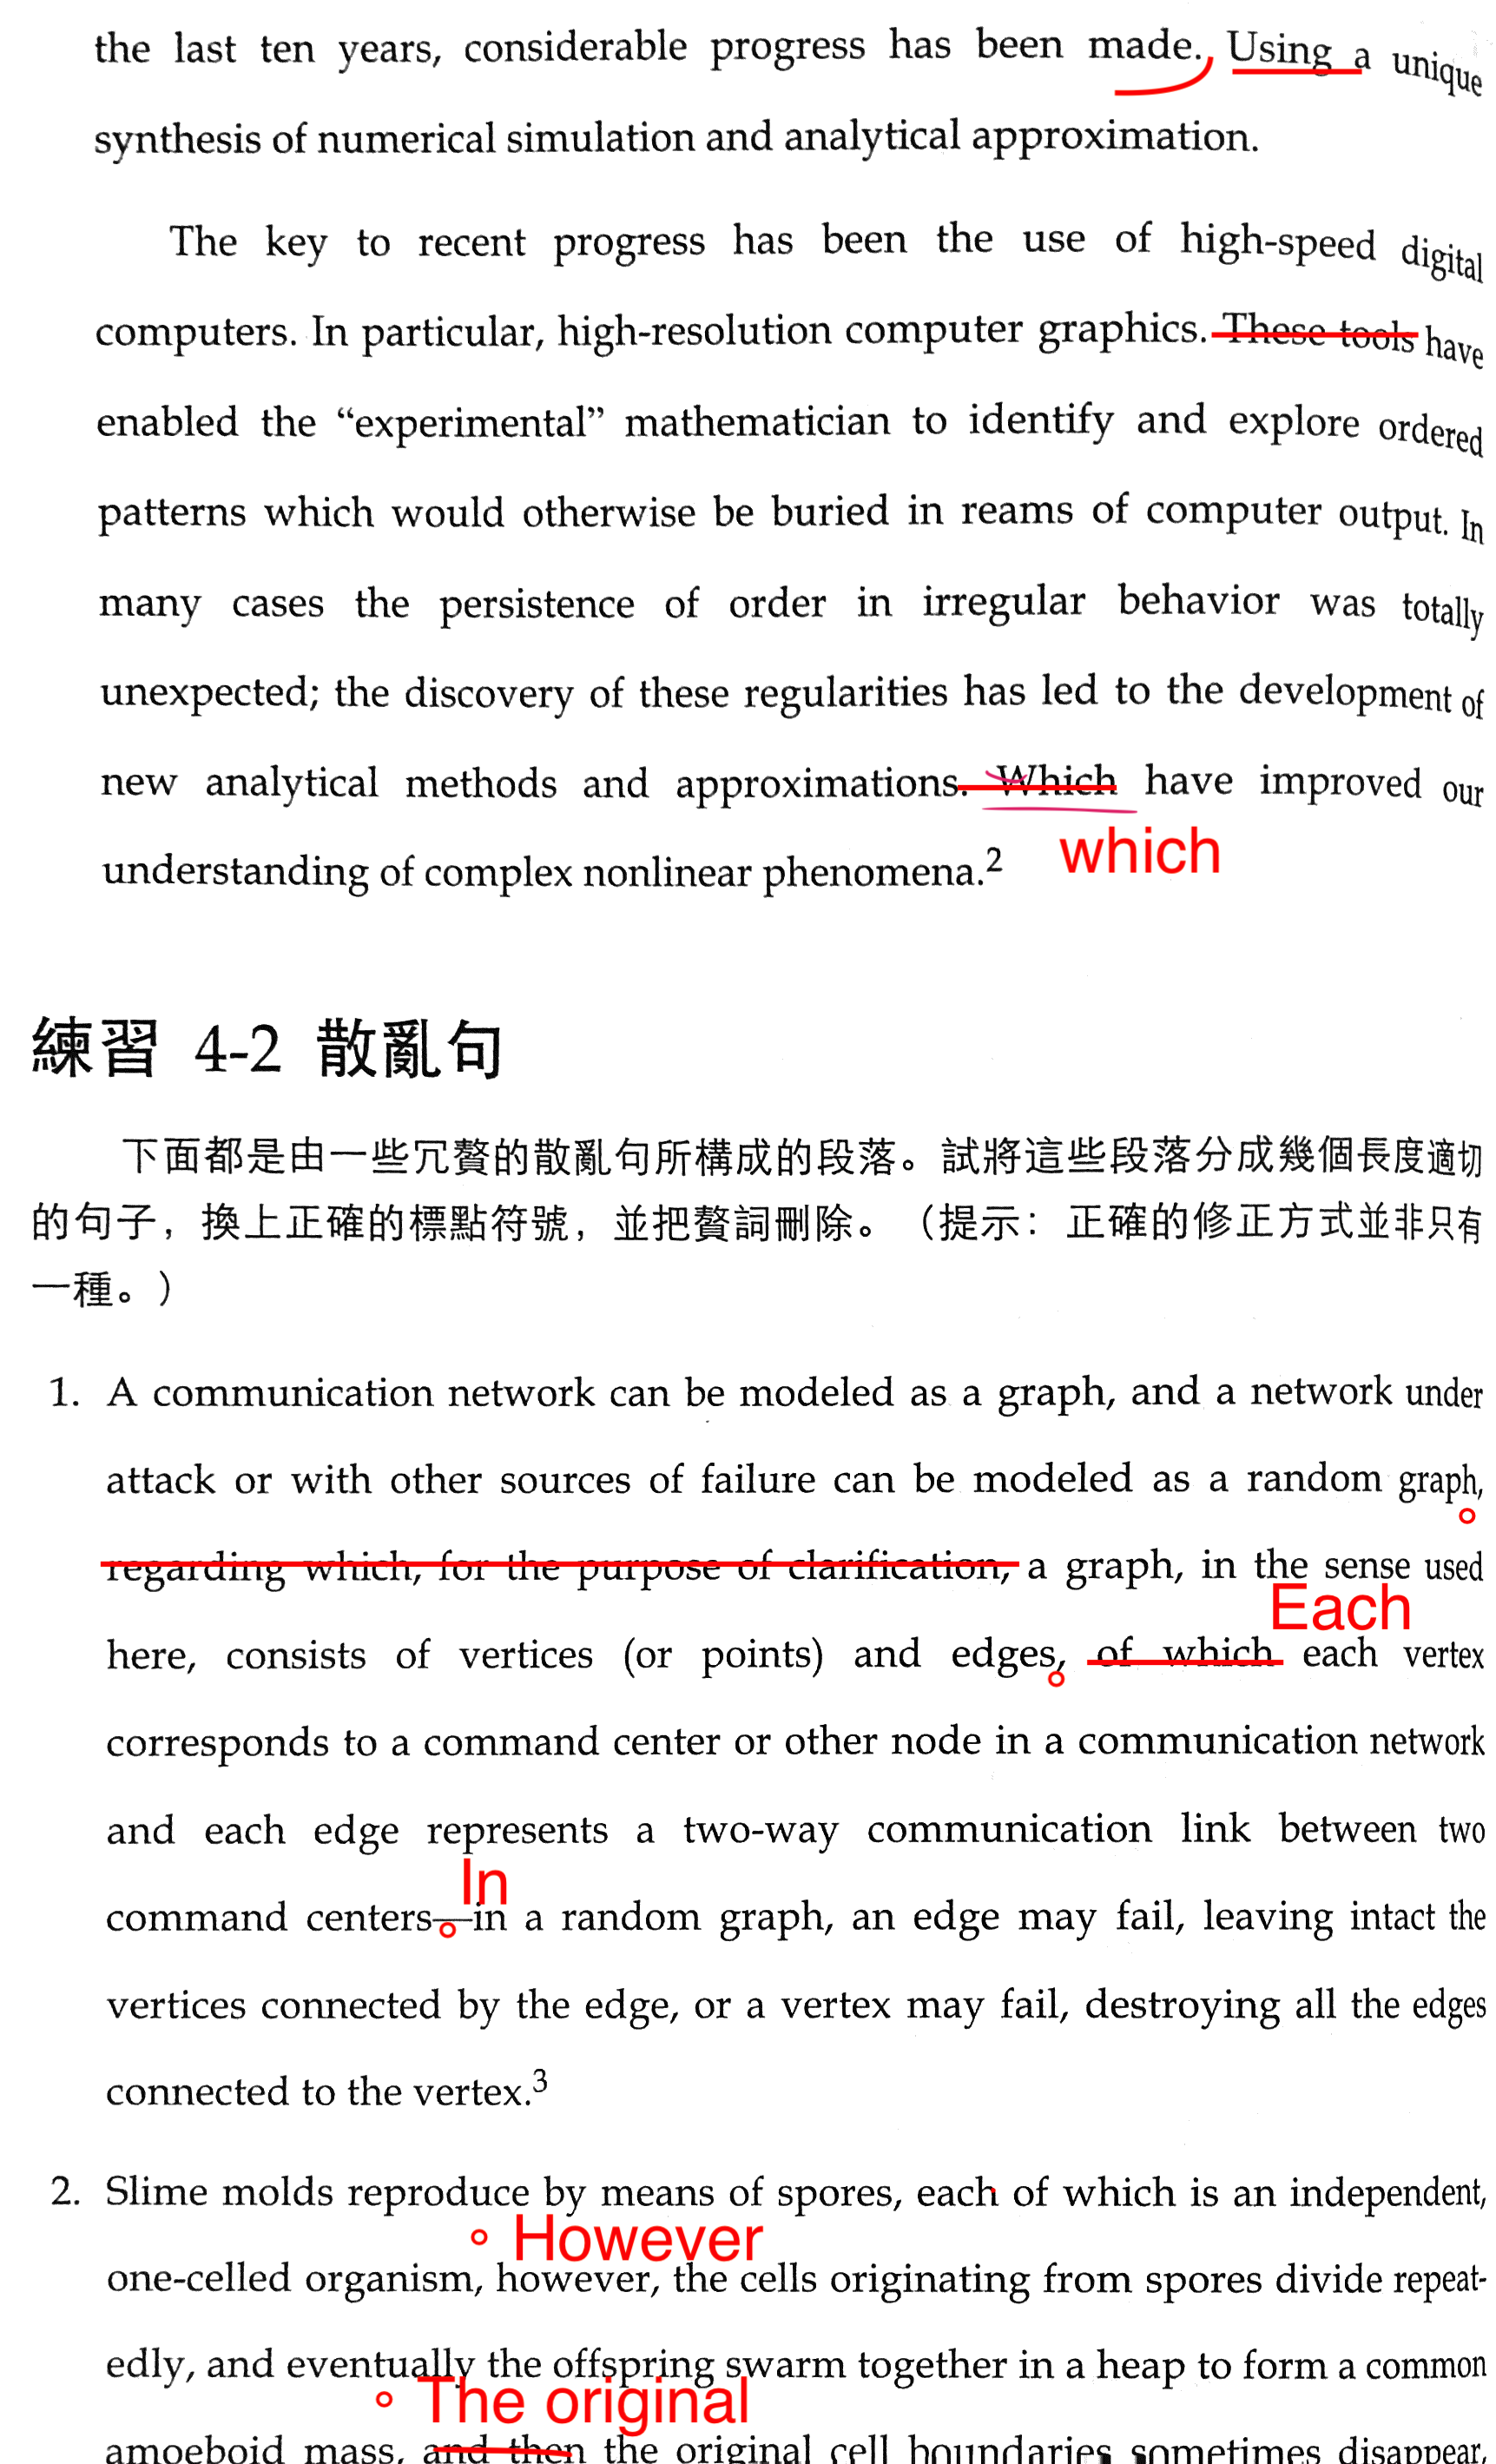 the last ten years, considerable progress has been made. Using a unique
synthesis of numerical simulation and analytical approximation.
The key to recent progress has been the use of high-speed digital
computers. In particular, high-resolution computer graphics. These tools have
enabled the “experimental” mathematician to identify and explore ordered
patterns which would otherwise be buried in reams of computer output. In
many cases the persistence of order in irregular behavior was totally
unexpected; the discovery of these regularities has led to the development of
new analytical methods and approximations. Which have improved our
which
understanding of complex nonlinear phenomena.2
練習 4-2 散亂句
下面都是由一些冗贅的散亂句所構成的段落。試將這些段落分成幾個長度適切
的句子，換上正確的標點符號，並把贅詞刪除。（提示：正確的修正方式並非只有
一種。）
1. A communication network can be modeled as a graph, and a network under
attack or with other sources of failure can be modeled as a random graph,
regarding which, for the purpose of clarification, a graph, in the sense used
Each
here, consists of vertices (or points) and edges, of which each vertex
corresponds to a command center or other node in a communication network
and each edge represents a two-way communication link between two
In
command centers—in a random graph, an edge may fail, leaving intact the
vertices connected by the edge, or a vertex may fail, destroying all the edges
connected to the vertex.3
2. Slime molds reproduce by means of spores, each of which is an independent,
However
one-celled organism, however, the cells originating from spores divide repeat-
edly, and eventually the offspring swarm together in a heap to form a common
The original
amoeboid mass, and then the original cell boundaries sometimes disappear,